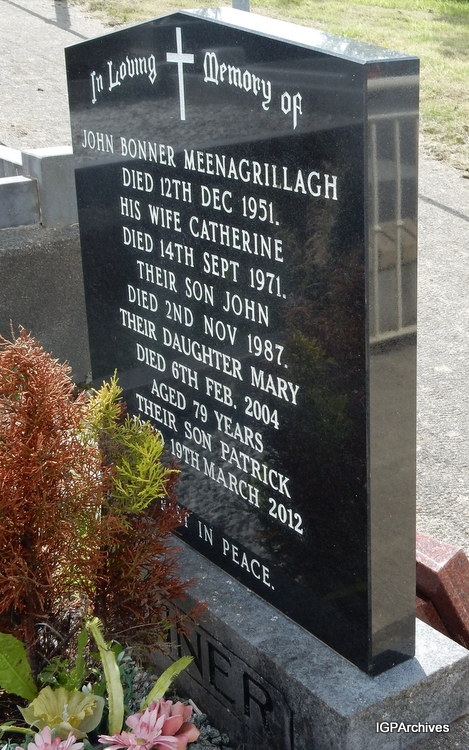 In Loving Memory of
JOHN BONNER MEENAGRILLAGH
DIED 12TH DEC 1951.
HIS WIFE CATHERINE
DIED 14TH SEPT 1971.
THEIR SON JOHN
DIED 2ND NOV 1987.
THEIR DAUGHTER MARY
DIED 6TH FEB. 2004
AGED 79 YEARS
THEIR SON PATRICK
19TH MARCH 2012
IN PEACE.
NER
IGPArchives